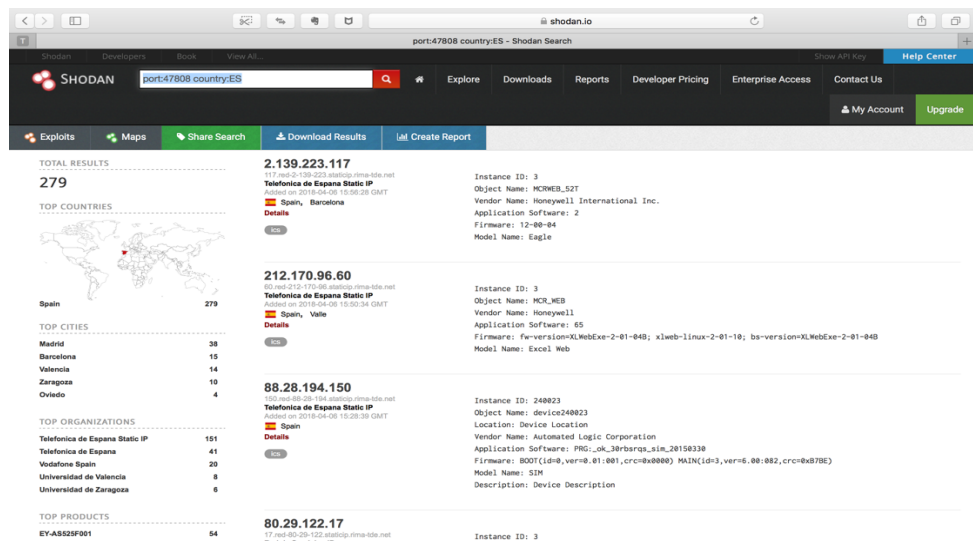 shodan.io
T
port:47808 country:ES - Shodan Search
+
Shodan Developers Book View All...
Show API Key Help Center
SHODAN port:47808 country:ES Explore Downloads Reports Developer Pricing Enterprise Access Contact Us
My Account Upgrade
Exploits Maps Share Search Download Results Create Report
TOTAL RESULTS
279
TOP COUNTRIES
Spain 279
TOP CITIES
Madrid 38
Barcelona 15
Valencia 14
Zaragoza 10
Oviedo 4
TOP ORGANIZATIONS
Telefonica de Espana Static IP 151
Telefonica de Espana 41
Vodafone Spain 20
Universidad de Valencia 8
Universidad de Zaragoza 6
TOP PRODUCTS
EY-AS525F001 54
2.139.223.117
117.red-2-139-223.staticip.rima-tde.net
Telefonica de Espana Static IP
Added on 2018-04-06 15:56:28 GMT
Spain, Barcelona
Details
ics
Instance ID: 3
Object Name: MCRWEB_52T
Vendor Name: Honeywell International Inc.
Application Software: 2
Firmware: 12-00-04
Model Name: Eagle
212.170.96.60
60.red-212-170-96.staticip.rima-tde.net
Telefonica de Espana Static IP
Added on 2018-04-06 15:50:34 GMT
Spain, Valle
Details
ics
Instance ID: 3
Object Name: MCR_WEB
Vendor Name: Honeywell
Application Software: 65
Firmware: fw-version=XLWebExe-2-01-04B; xlweb-linux-2-01-10; bs-version=XLWebExe-2-01-04B
Model Name: Excel Web
88.28.194.150
150.red-88-28-194.staticip.rima-tde.net
Telefonica de Espana Static IP
Added on 2018-04-06 15:28:39 GMT
Spain
Details
ics
Instance ID: 240023
Object Name: device240023
Location: Device Location
Vendor Name: Automated Logic Corporation
Application Software: PRG:_ok_30rbsrqs_sim_20150330
Firmware: BOOT(id=0,ver=0.01:001,crc=0x0000) MAIN(id=3,ver=6.00:082,crc=0xB7BE)
Model Name: SIM
Description: Device Description
80.29.122.17
17.red-80-29-122.staticip.rima-tde.net
Instance ID: 3